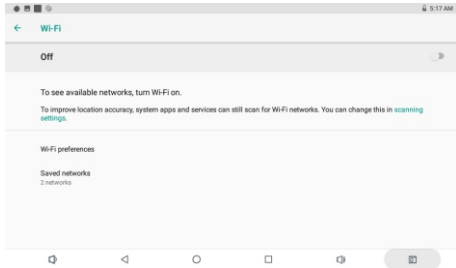 5:17 AM
Wi-Fi
Off
To see available networks, turn Wi-Fi on.
To improve location accuracy, system apps and services can still scan for Wi-Fi networks. You can change this in scanning
settings.
Wi-Fi preferences
Saved networks
2 networks